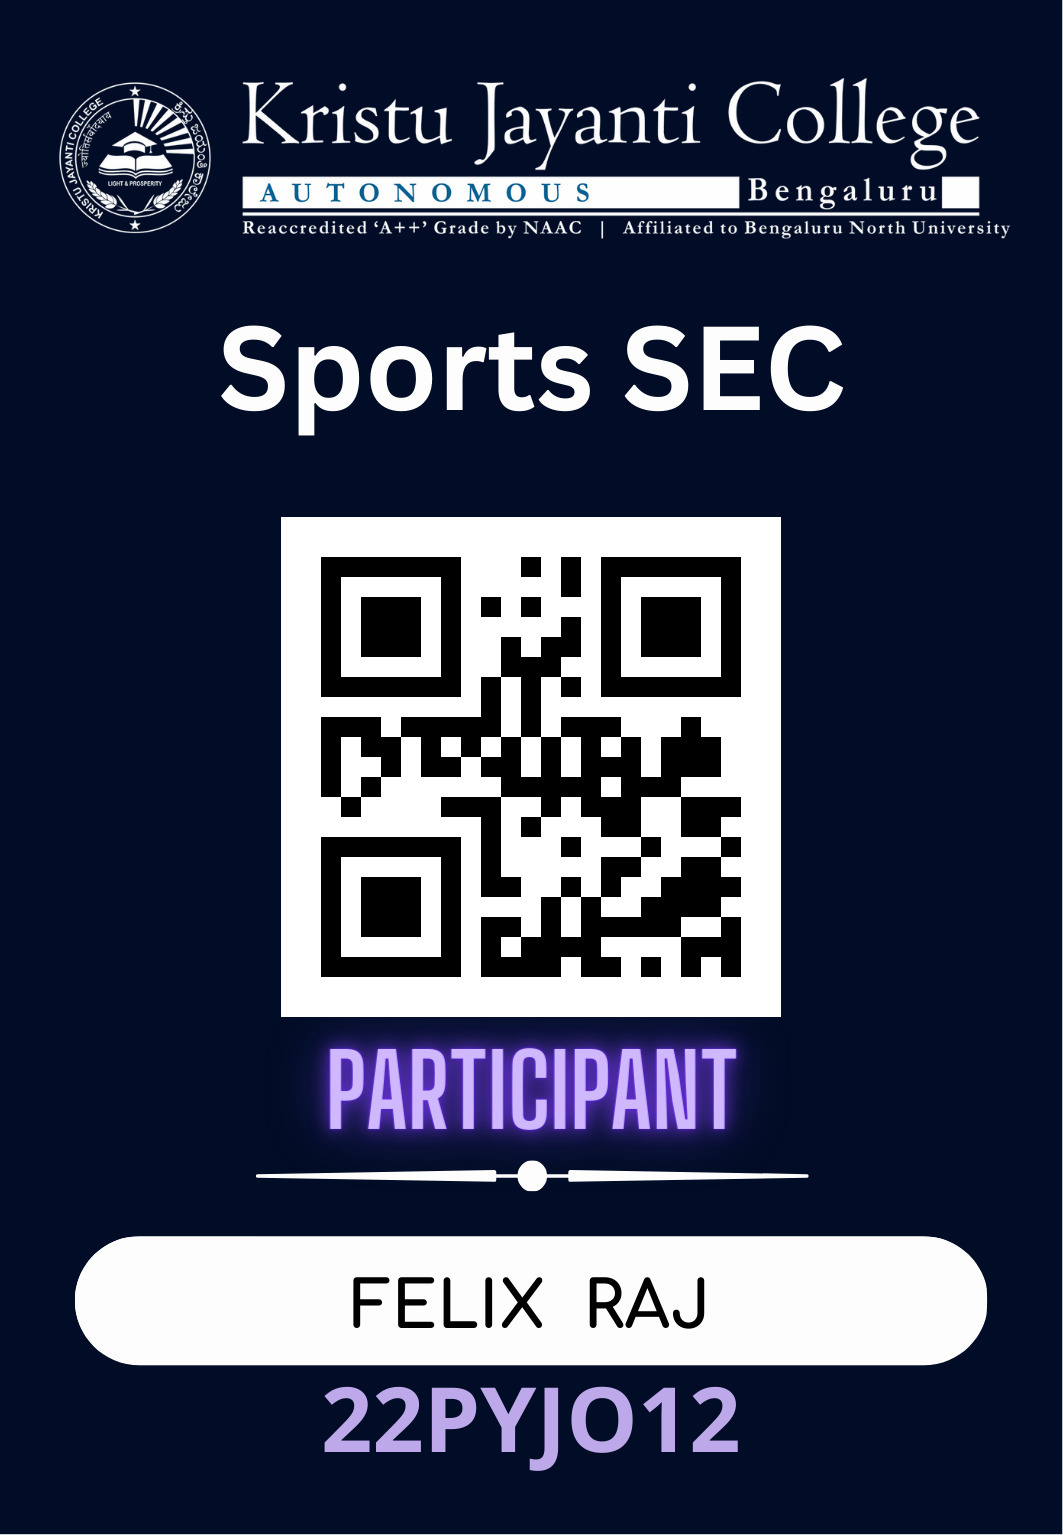 KRISTU JAYANTI COLLEGE
ಕ್ರಿಸ್ತು ಜಯಂತಿ ಕಾಲೇಜು
LIGHT & PROSPERITY
Kristu Jayanti College
AUTONOMOUS Bengaluru
Reaccredited ‘A++’ Grade by NAAC | Affiliated to Bengaluru North University
Sports SEC
PARTICIPANT
FELIX RAJ
22PYJO12